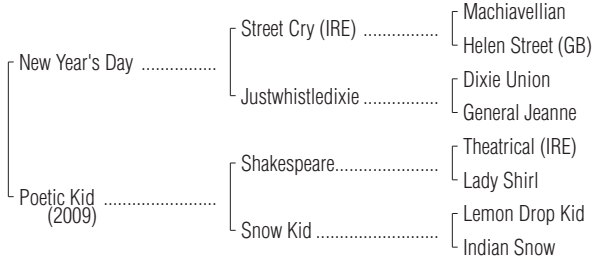 Machiavellian
Street Cry (IRE) ................
Helen Street (GB)
New Year's Day ................
Dixie Union
Justwhistledixie ................
General Jeanne
Theatrical (IRE)
Shakespeare......................
Lady Shirl
Poetic Kid ........................
(2009)
Lemon Drop Kid
Snow Kid ..........................
Indian Snow